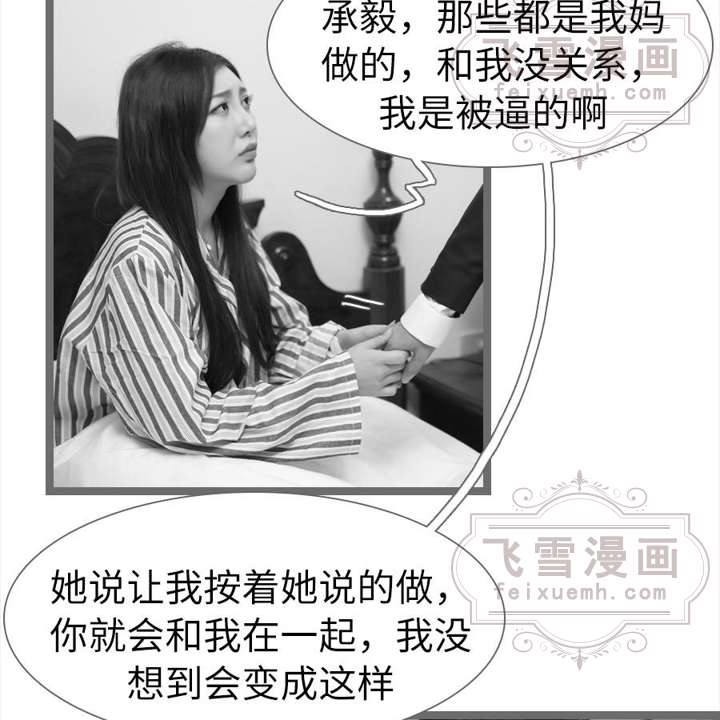 承毅，那些都是我妈
做的，和我没关系，
我是被逼的啊
飞雪漫画
feixuemh.com
她说让我按着她说的做，
你就会和我在一起，我没
想到会变成这样
飞雪漫画
feixuemh.com